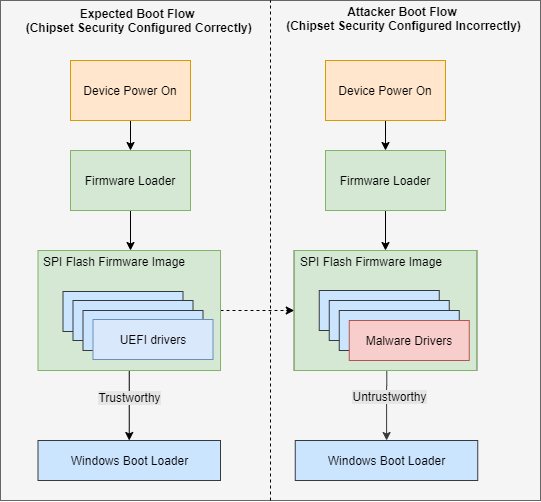 Expected Boot Flow
(Chipset Security Configured Correctly)
Device Power On
Firmware Loader
SPI Flash Firmware Image
UEFI drivers
Trustworthy
Windows Boot Loader
Attacker Boot Flow
(Chipset Security Configured Incorrectly)
Device Power On
Firmware Loader
SPI Flash Firmware Image
Malware Drivers
Untrustworthy
Windows Boot Loader